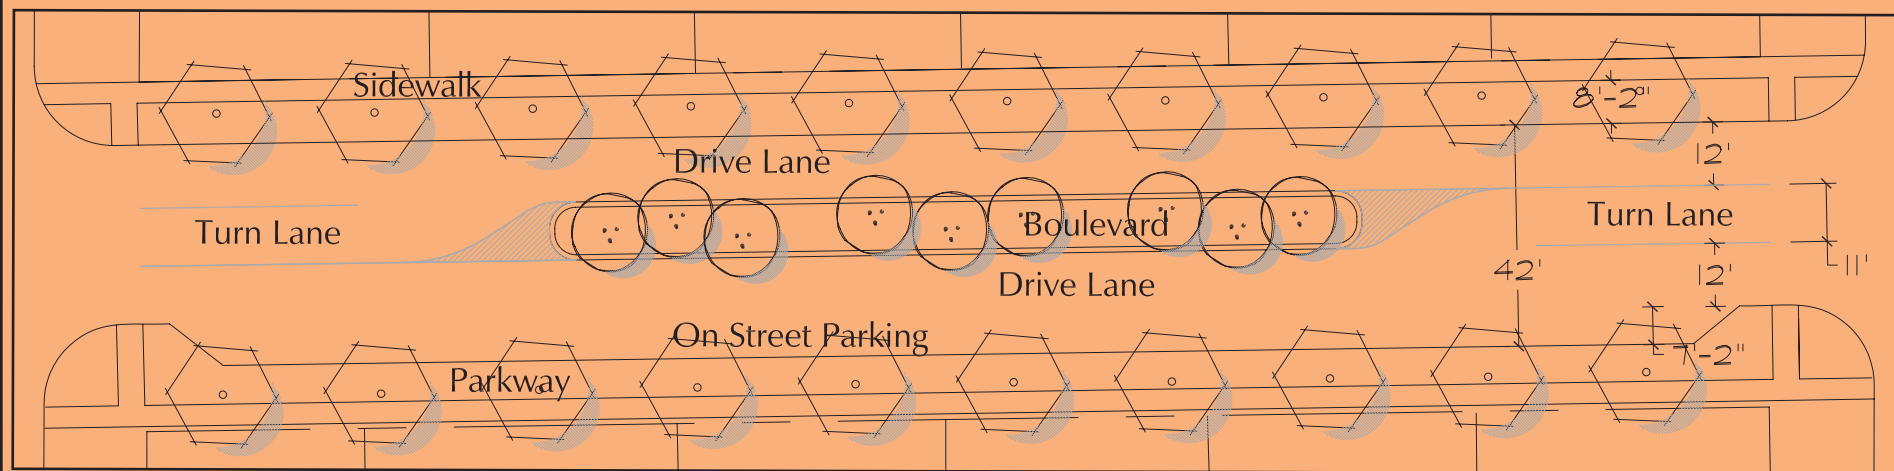 Sidewalk
8'-2"
Drive Lane
12'
Turn Lane
Boulevard
Turn Lane
42'
12'
11'
Drive Lane
On Street Parking
7'-2"
Parkway